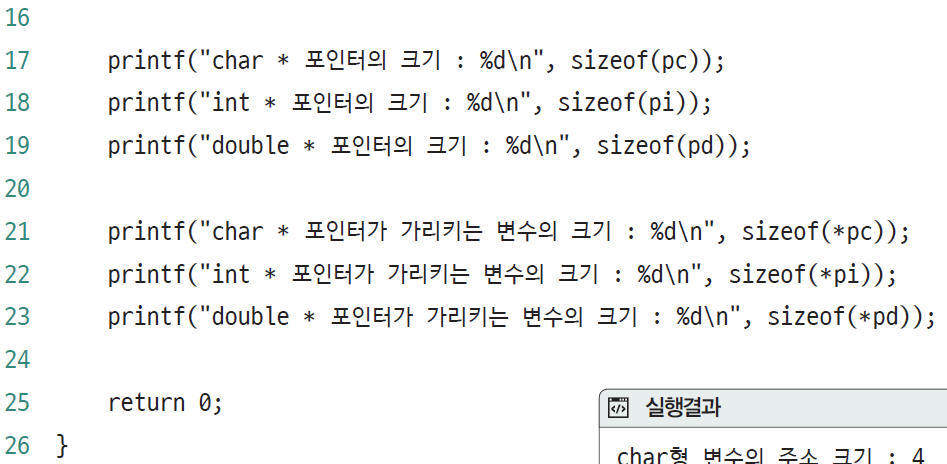 16
17 printf("char * 포인터의 크기 : %d\n", sizeof(pc));
18 printf("int * 포인터의 크기 : %d\n", sizeof(pi));
19 printf("double * 포인터의 크기 : %d\n", sizeof(pd));
20
21 printf("char * 포인터가 가리키는 변수의 크기 : %d\n", sizeof(*pc));
22 printf("int * 포인터가 가리키는 변수의 크기 : %d\n", sizeof(*pi));
23 printf("double * 포인터가 가리키는 변수의 크기 : %d\n", sizeof(*pd));
24
25 return 0;
26 }
실행결과
char형 변수의 주소 크기 : 4